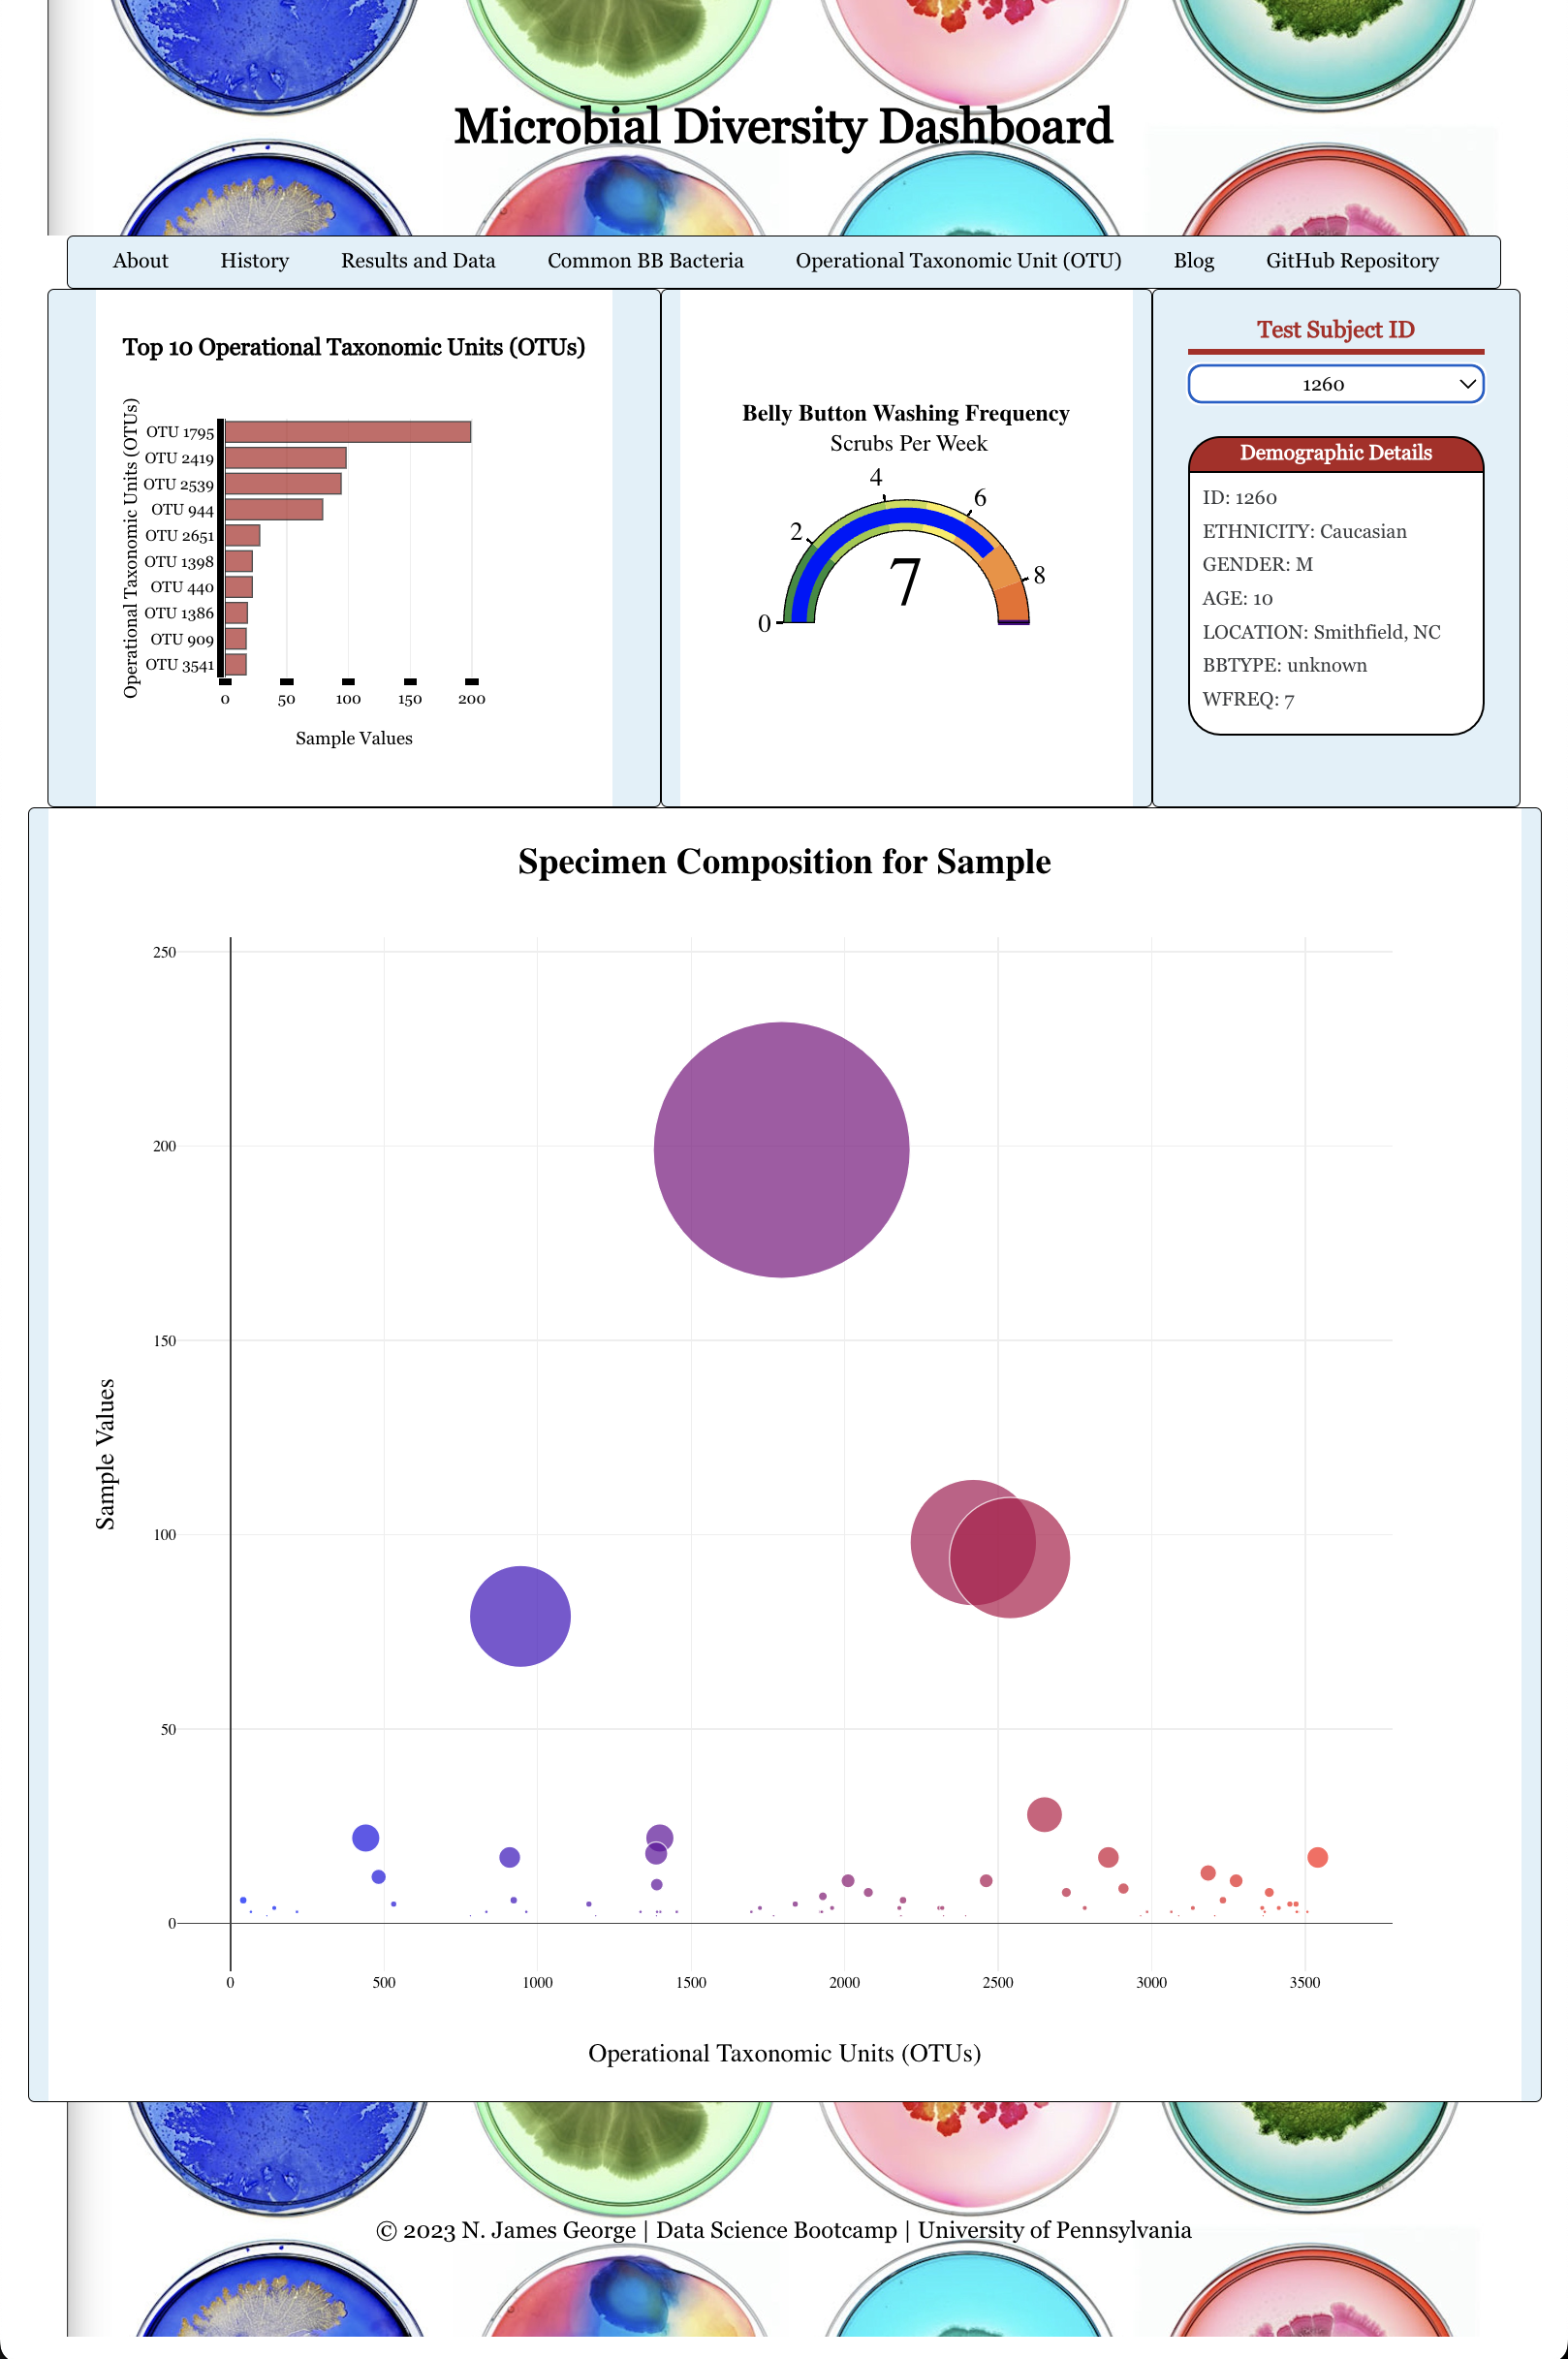 Microbial Diversity Dashboard
About History Results and Data Common BB Bacteria Operational Taxonomic Unit (OTU) Blog GitHub Repository
Top 10 Operational Taxonomic Units (OTUs)
Operational Taxonomic Units (OTUs)
OTU 1795
OTU 2419
OTU 2539
OTU 944
OTU 2651
OTU 1398
OTU 440
OTU 1386
OTU 909
OTU 3541
0 50 100 150 200
Sample Values
Belly Button Washing Frequency
Scrubs Per Week
0
2
4
6
8
7
Test Subject ID
1260
Demographic Details
ID: 1260
ETHNICITY: Caucasian
GENDER: M
AGE: 10
LOCATION: Smithfield, NC
BBTYPE: unknown
WFREQ: 7
Specimen Composition for Sample
Sample Values
250
200
150
100
50
0
0 500 1000 1500 2000 2500 3000 3500
Operational Taxonomic Units (OTUs)
© 2023 N. James George | Data Science Bootcamp | University of Pennsylvania